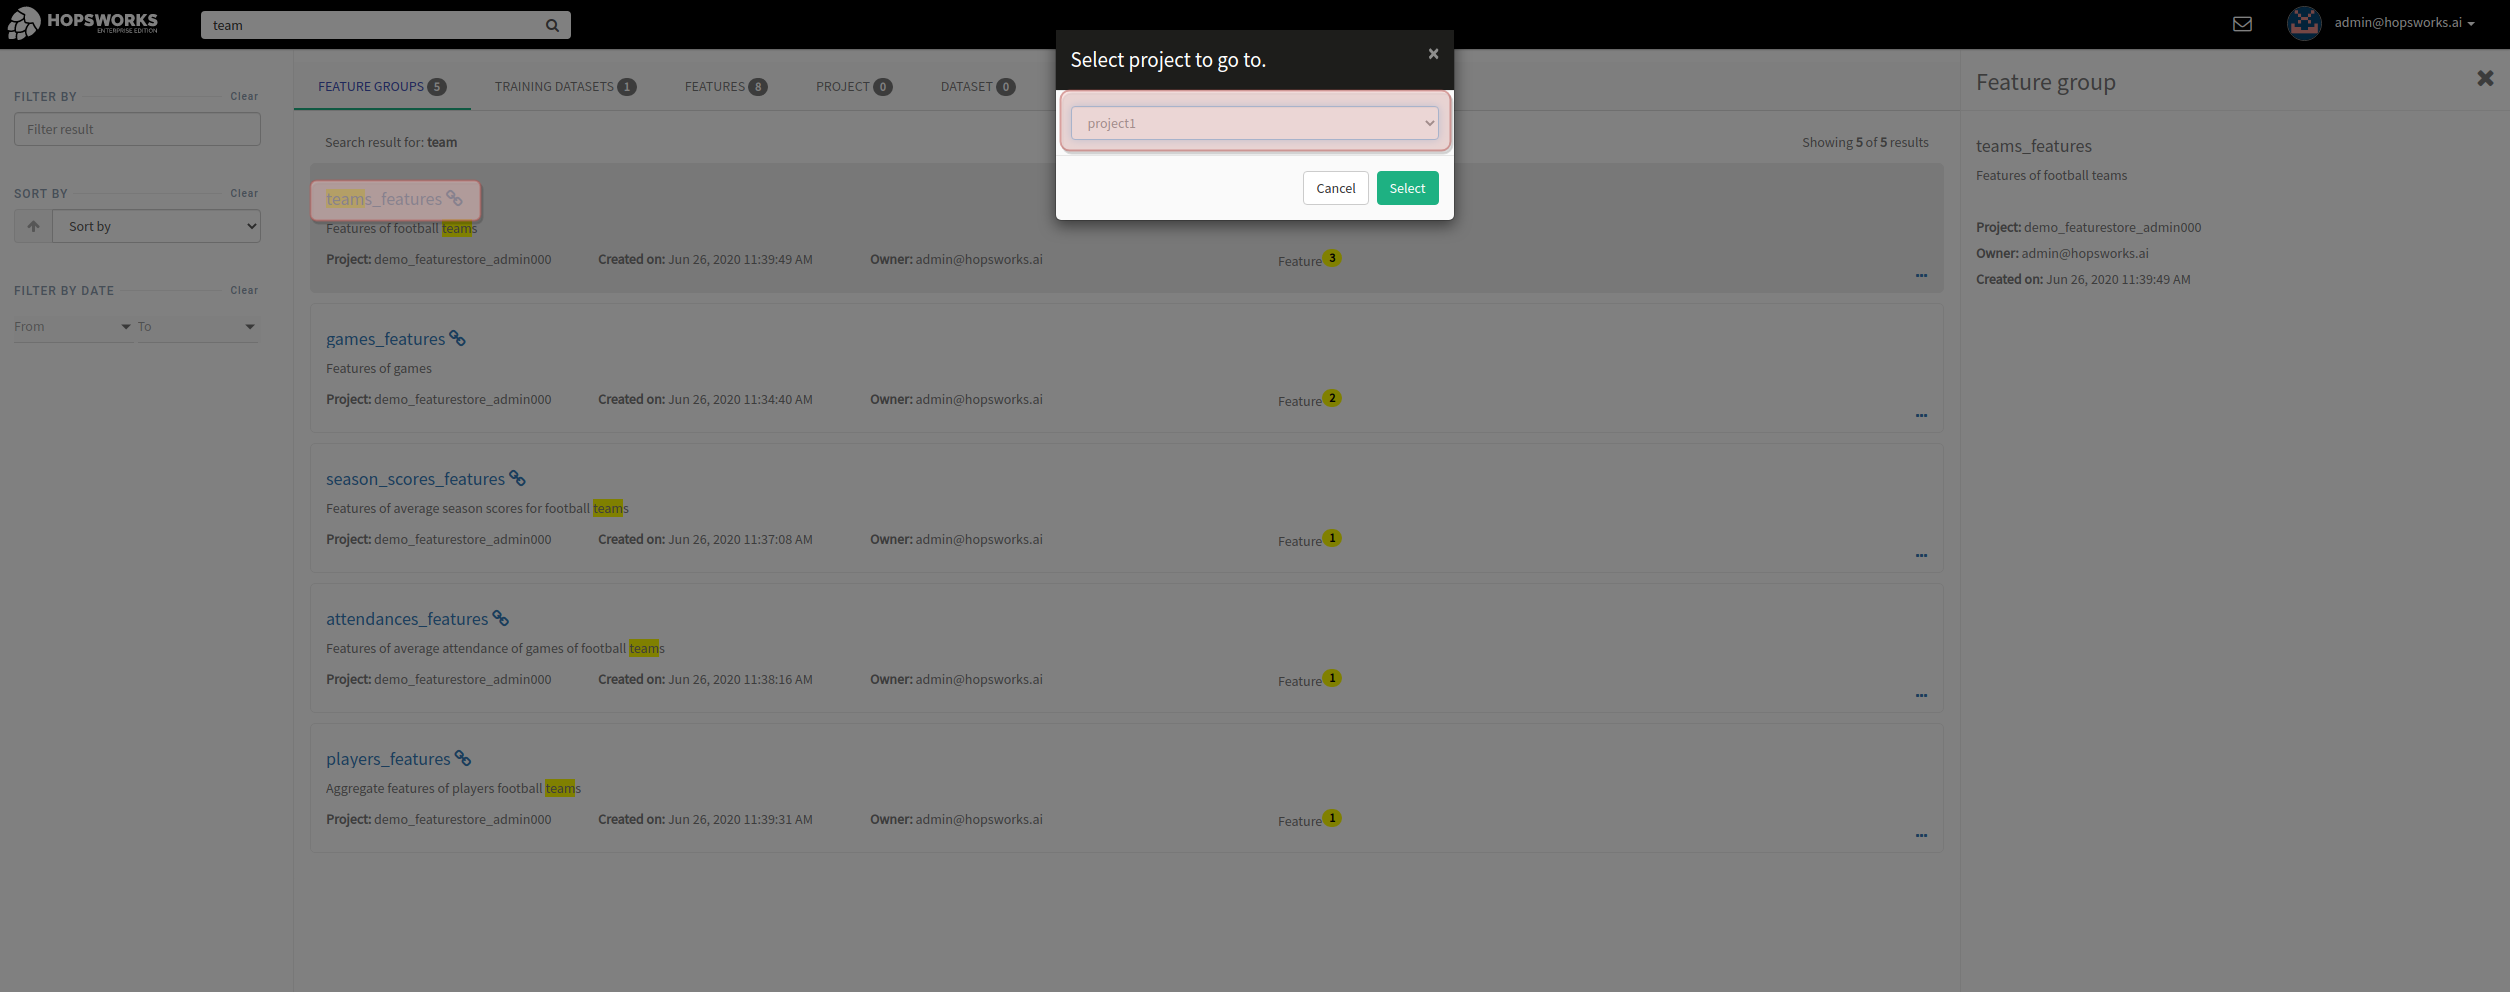 HOPSWORKS
ENTERPRISE EDITION
team
admin@hopsworks.ai
Select project to go to.
×
project1
Cancel
Select
FILTER BY
Clear
Filter result
SORT BY
Clear
Sort by
FILTER BY DATE
Clear
From
To
FEATURE GROUPS 5
TRAINING DATASETS 1
FEATURES 8
PROJECT 0
DATASET 0
Search result for: team
Showing 5 of 5 results
teams_features
Features of football teams
Project: demo_featurestore_admin000
Created on: Jun 26, 2020 11:39:49 AM
Owner: admin@hopsworks.ai
Feature 3
games_features
Features of games
Project: demo_featurestore_admin000
Created on: Jun 26, 2020 11:34:40 AM
Owner: admin@hopsworks.ai
Feature 2
season_scores_features
Features of average season scores for football teams
Project: demo_featurestore_admin000
Created on: Jun 26, 2020 11:37:08 AM
Owner: admin@hopsworks.ai
Feature 1
attendances_features
Features of average attendance of games of football teams
Project: demo_featurestore_admin000
Created on: Jun 26, 2020 11:38:16 AM
Owner: admin@hopsworks.ai
Feature 1
players_features
Aggregate features of players football teams
Project: demo_featurestore_admin000
Created on: Jun 26, 2020 11:39:31 AM
Owner: admin@hopsworks.ai
Feature 1
Feature group
teams_features
Features of football teams
Project: demo_featurestore_admin000
Owner: admin@hopsworks.ai
Created on: Jun 26, 2020 11:39:49 AM